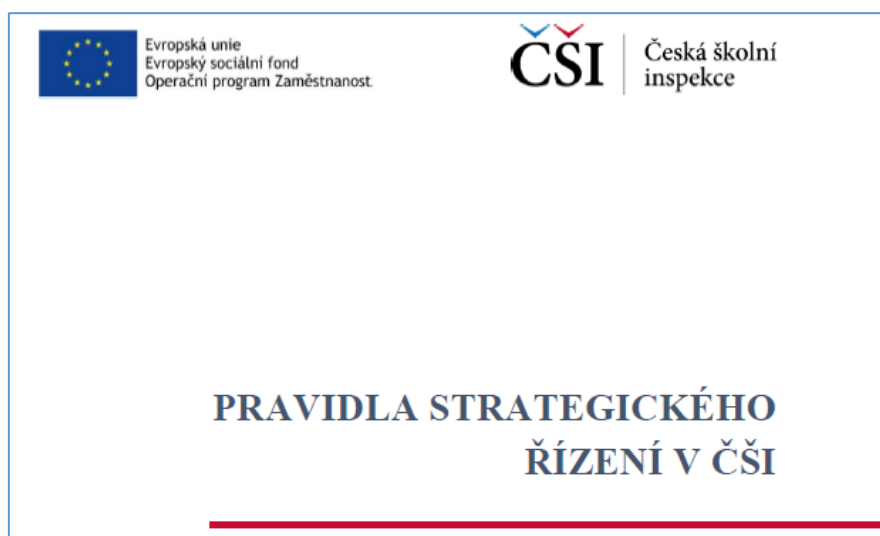 Evropská unie
Evropský sociální fond
Operační program Zaměstnanost
ČŠI
Česká školní
inspekce
PRAVIDLA STRATEGICKÉHO
ŘÍZENÍ V ČŠI